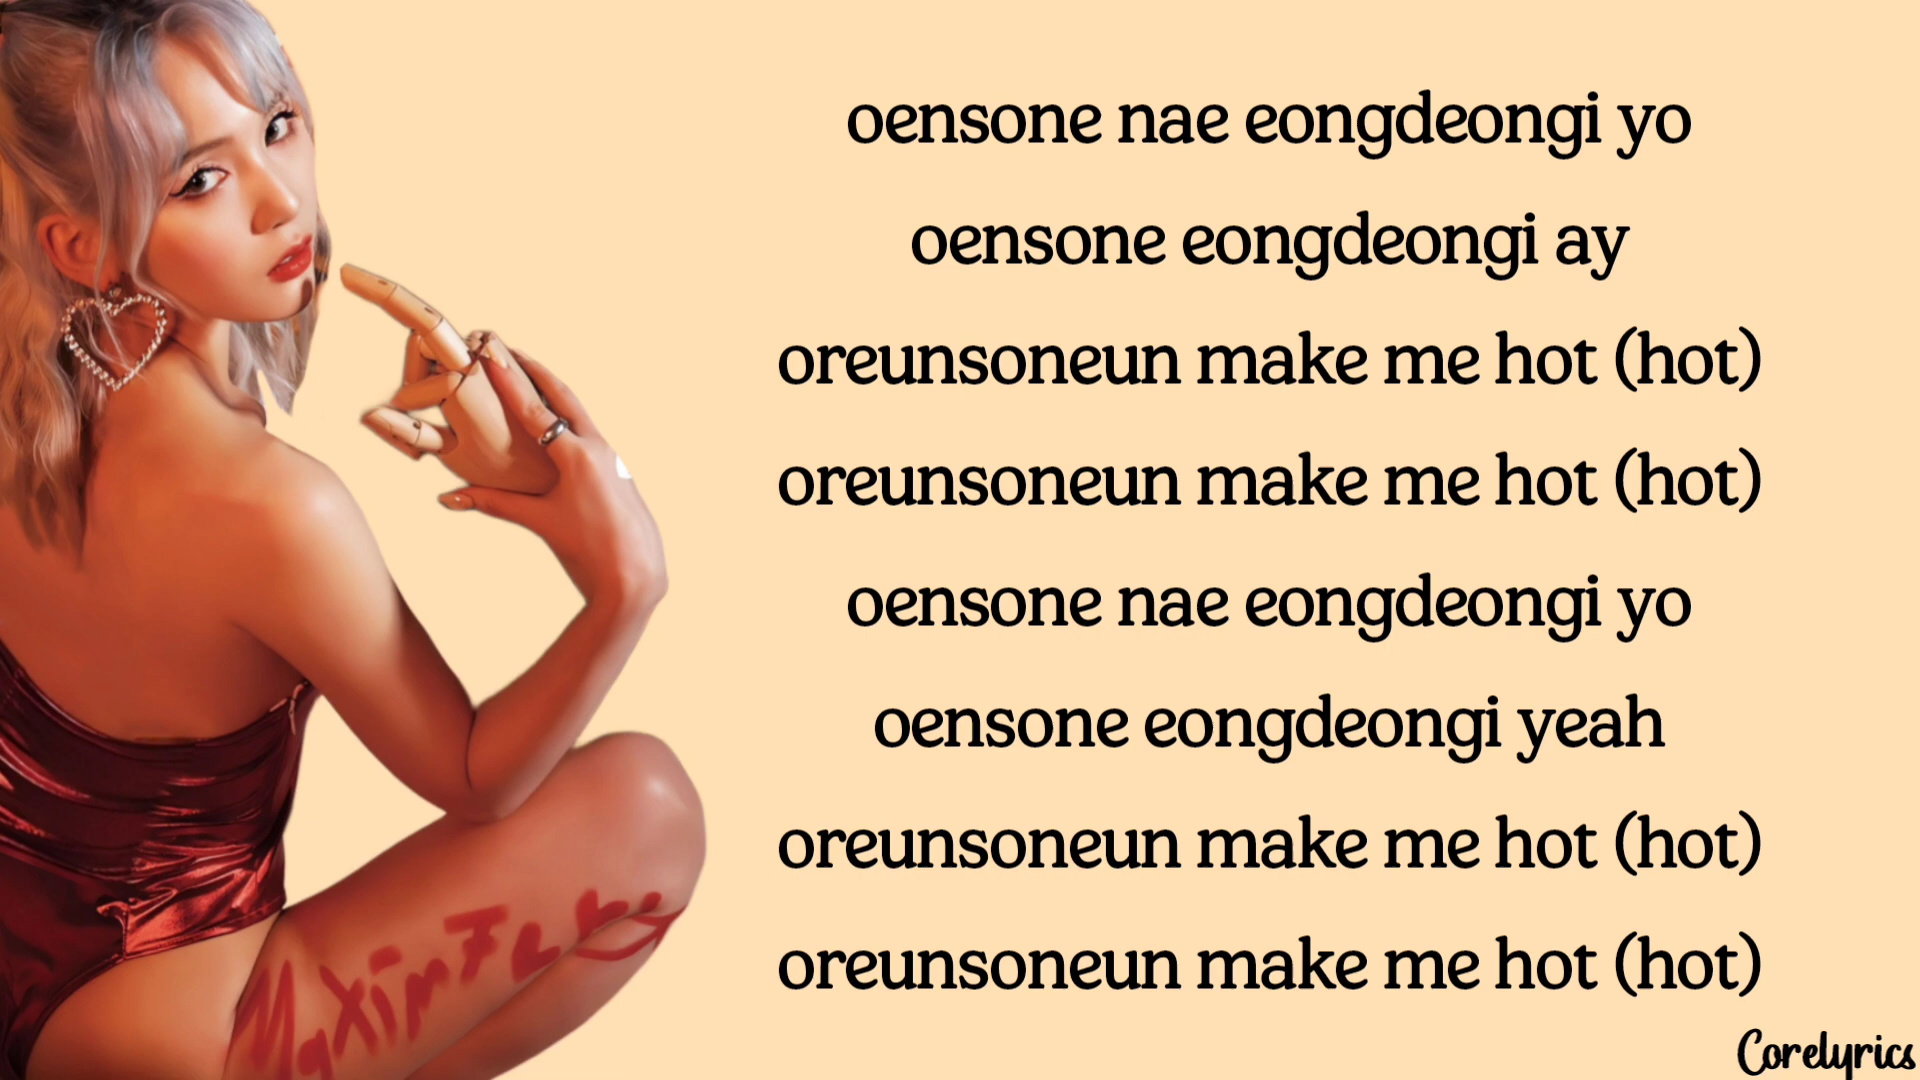 oensone nae eongdeongi yo
oensone eongdeongi ay
oreunsoneun make me hot (hot)
oreunsoneun make me hot (hot)
oensone nae eongdeongi yo
oensone eongdeongi yeah
oreunsoneun make me hot (hot)
oreunsoneun make me hot (hot)
Corelyrics